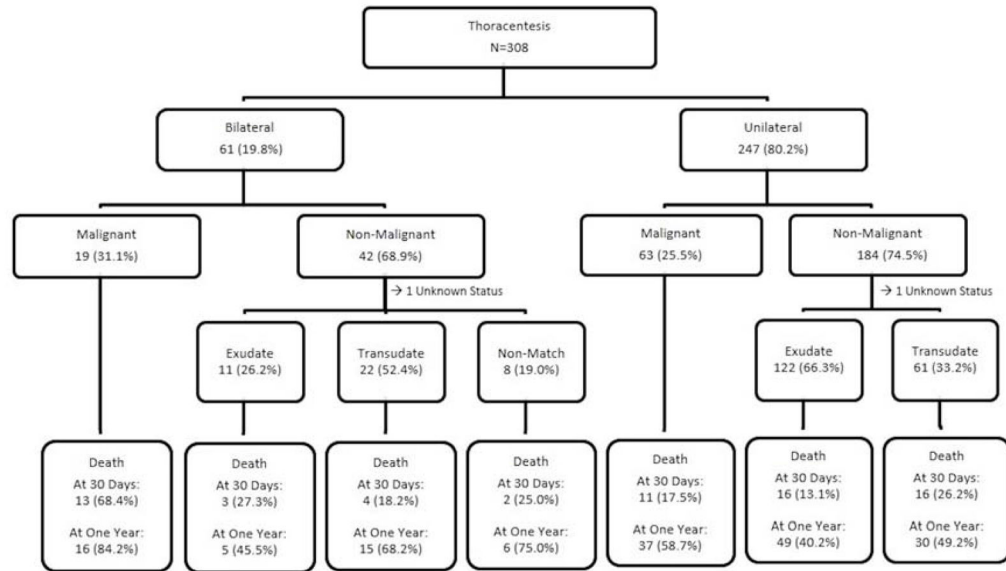 Thoracentesis
N=308
Bilateral
61 (19.8%)
Unilateral
247 (80.2%)
Malignant
19 (31.1%)
Non-Malignant
42 (68.9%)
Malignant
63 (25.5%)
Non-Malignant
184 (74.5%)
→ 1 Unknown Status
→ 1 Unknown Status
Exudate
11 (26.2%)
Transudate
22 (52.4%)
Non-Match
8 (19.0%)
Exudate
122 (66.3%)
Transudate
61 (33.2%)
Death
At 30 Days:
13 (68.4%)
At One Year:
16 (84.2%)
Death
At 30 Days:
3 (27.3%)
At One Year:
5 (45.5%)
Death
At 30 Days:
4 (18.2%)
At One Year:
15 (68.2%)
Death
At 30 Days:
2 (25.0%)
At One Year:
6 (75.0%)
Death
At 30 Days:
11 (17.5%)
At One Year:
37 (58.7%)
Death
At 30 Days:
16 (13.1%)
At One Year:
49 (40.2%)
Death
At 30 Days:
16 (26.2%)
At One Year:
30 (49.2%)